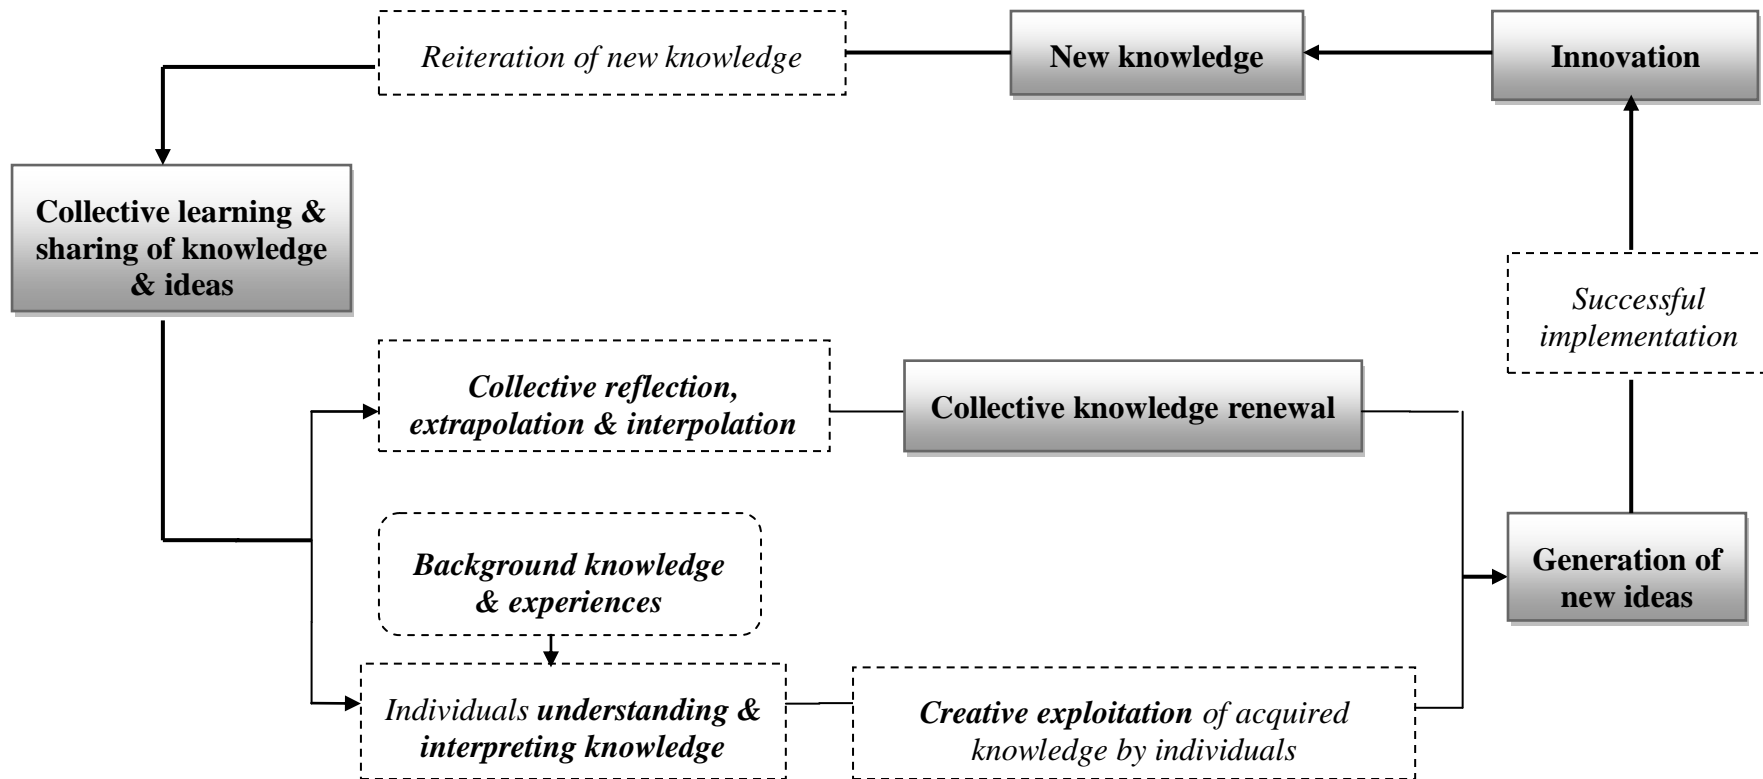 Reiteration of new knowledge
New knowledge
Innovation
Collective learning &
sharing of knowledge
& ideas
Successful
implementation
Collective reflection,
extrapolation & interpolation
Collective knowledge renewal
Background knowledge
& experiences
Generation of
new ideas
Individuals understanding &
interpreting knowledge
Creative exploitation of acquired
knowledge by individuals